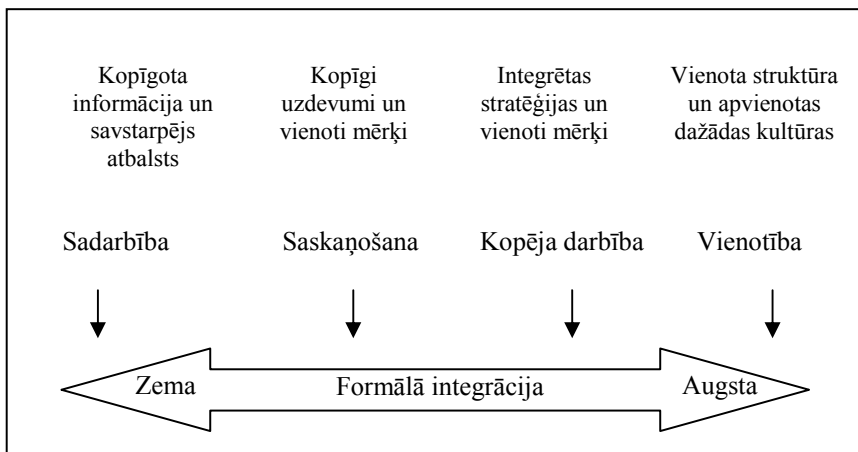 Kopīgota
informācija un
savstarpējs
atbalsts
Kopīgi
uzdevumi un
vienoti mērķi
Integrētas
stratēģijas un
vienoti mērķi
Vienota struktūra
un apvienotas
dažādas kultūras
Sadarbība
Saskaņošana
Kopēja darbība
Vienotība
Zema
Formālā integrācija
Augsta